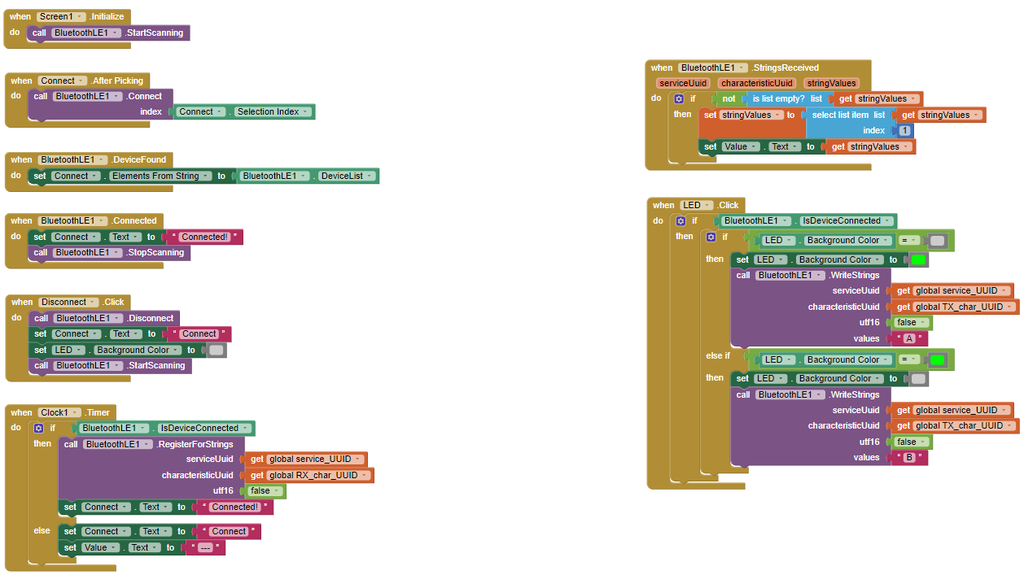 when Screen1 .Initialize
do call BluetoothLE1 .StartScanning
when Connect .After Picking
do call BluetoothLE1 .Connect
index Connect . Selection Index
when BluetoothLE1 .DeviceFound
do set Connect . Elements From String to BluetoothLE1 . DeviceList
when BluetoothLE1 .Connected
do set Connect . Text to " Connected! "
call BluetoothLE1 .StopScanning
when Disconnect .Click
do call BluetoothLE1 .Disconnect
set Connect . Text to " Connect "
set LED . Background Color to
call BluetoothLE1 .StartScanning
when Clock1 .Timer
do if BluetoothLE1 . IsDeviceConnected
then call BluetoothLE1 .RegisterForStrings
serviceUuid get global service_UUID
characteristicUuid get global RX_char_UUID
utf16 false
set Connect . Text to " Connected! "
else set Connect . Text to " Connect "
set Value . Text to " --- "
when BluetoothLE1 .StringsReceived
serviceUuid characteristicUuid stringValues
do if not is list empty? list get stringValues
then set stringValues to select list item list get stringValues
index 1
set Value . Text to get stringValues
when LED .Click
do if BluetoothLE1 . IsDeviceConnected
then if LED . Background Color =
then set LED . Background Color to
call BluetoothLE1 .WriteStrings
serviceUuid get global service_UUID
characteristicUuid get global TX_char_UUID
utf16 false
values " A "
else if LED . Background Color =
then set LED . Background Color to
call BluetoothLE1 .WriteStrings
serviceUuid get global service_UUID
characteristicUuid get global TX_char_UUID
utf16 false
values " B "